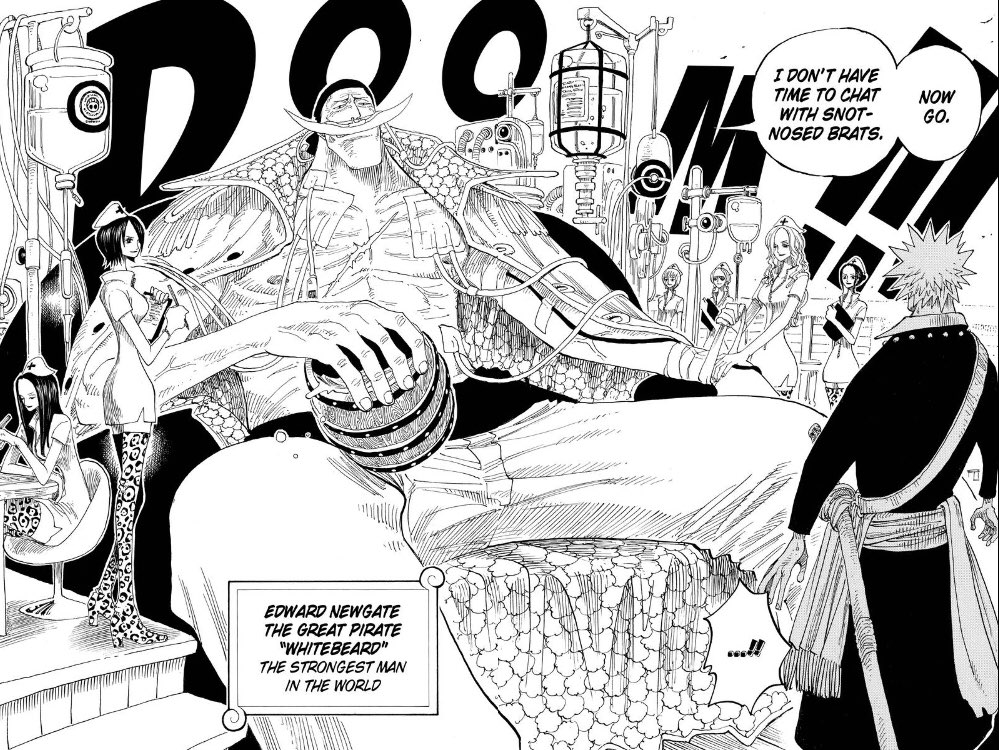 DOOM!!!
I DON'T HAVE
TIME TO CHAT
WITH SNOT-
NOSED BRATS.
NOW
GO.
EDWARD NEWGATE
THE GREAT PIRATE
"WHITEBEARD"
THE STRONGEST MAN
IN THE WORLD
...!!